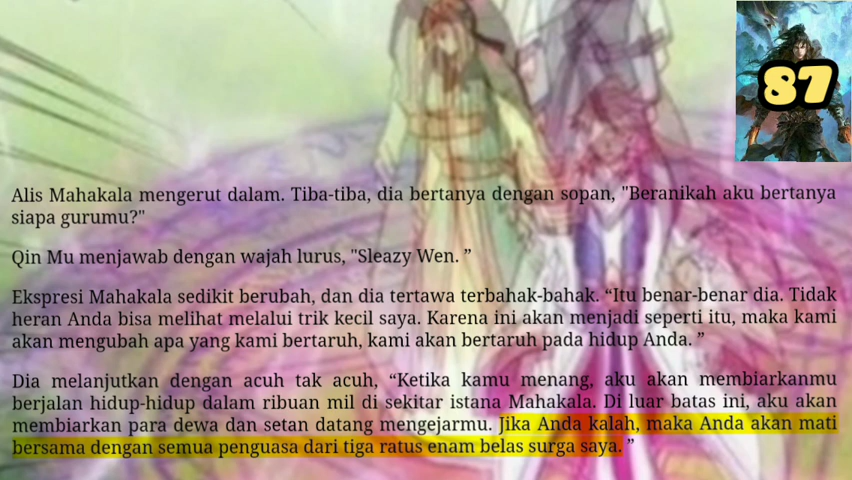 87
Alis Mahakala mengerut dalam. Tiba-tiba, dia bertanya dengan sopan, "Beranikah aku bertanya
siapa gurumu?"
Qin Mu menjawab dengan wajah lurus, "Sleazy Wen. ”
Ekspresi Mahakala sedikit berubah, dan dia tertawa terbahak-bahak. “Itu benar-benar dia. Tidak
heran Anda bisa melihat melalui trik kecil saya. Karena ini akan menjadi seperti itu, maka kami
akan mengubah apa yang kami bertaruh, kami akan bertaruh pada hidup Anda. ”
Dia melanjutkan dengan acuh tak acuh, “Ketika kamu menang, aku akan membiarkanmu
berjalan hidup-hidup dalam ribuan mil di sekitar istana Mahakala. Di luar batas ini, aku akan
membiarkan para dewa dan setan datang mengejarmu. Jika Anda kalah, maka Anda akan mati
bersama dengan semua penguasa dari tiga ratus enam belas surga saya. ”